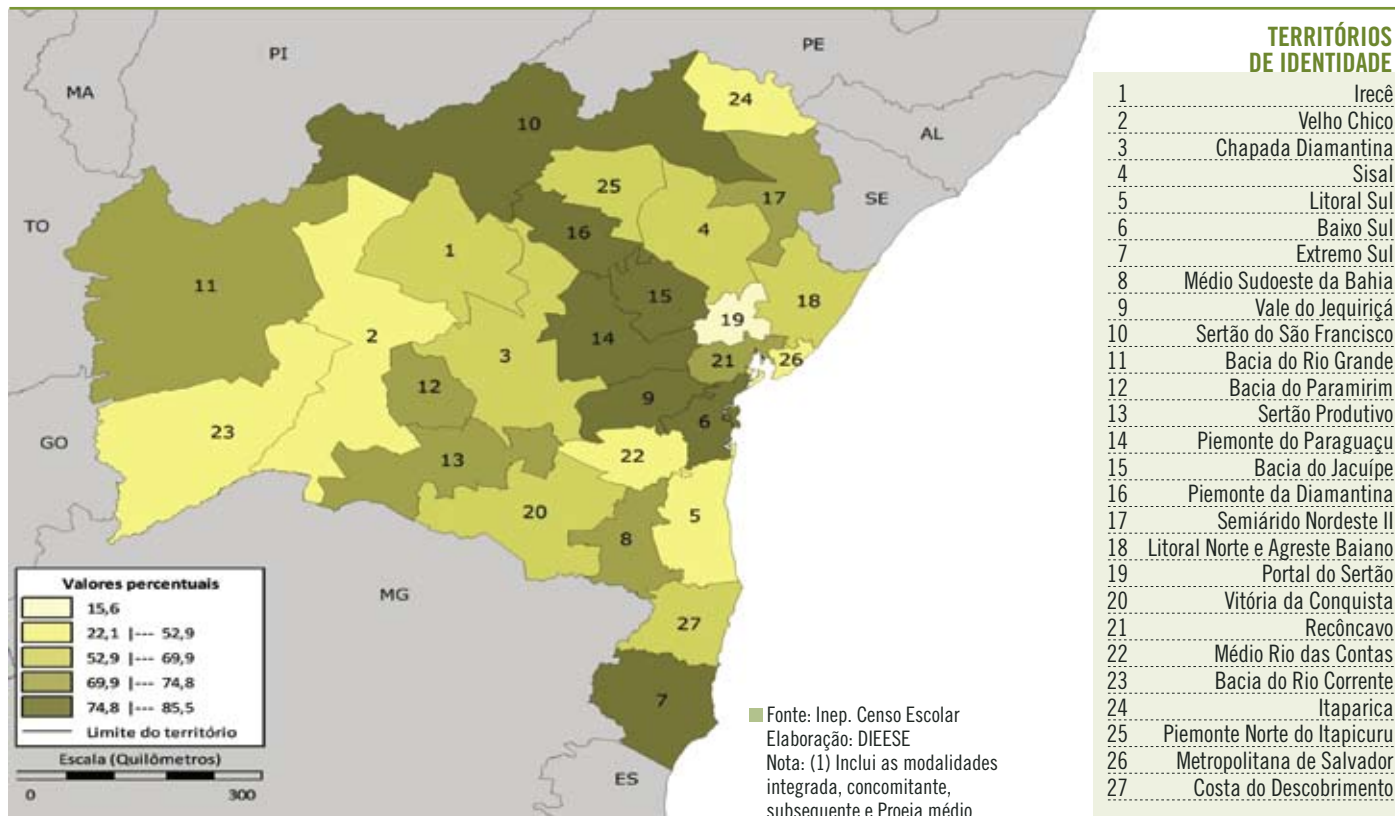 PI
PE
MA
AL
SE
TO
GO
MG
ES
24
10
17
25
4
16
1
11
15
18
19
2
14
3
21
26
12
9
6
23
22
13
5
20
8
27
7
Valores percentuais
15,6
22,1 |--- 52,9
52,9 |--- 69,9
69,9 |--- 74,8
74,8 |--- 85,5
Limite do território
Escala (Quilômetros)
0 300
Fonte: Inep. Censo Escolar
Elaboração: DIEESE
Nota: (1) Inclui as modalidades
integrada, concomitante,
subsequente e Proeja médio
TERRITÓRIOS
DE IDENTIDADE
1 Irecê
2 Velho Chico
3 Chapada Diamantina
4 Sisal
5 Litoral Sul
6 Baixo Sul
7 Extremo Sul
8 Médio Sudoeste da Bahia
9 Vale do Jequiriçá
10 Sertão do São Francisco
11 Bacia do Rio Grande
12 Bacia do Paramirim
13 Sertão Produtivo
14 Piemonte do Paraguaçu
15 Bacia do Jacuípe
16 Piemonte da Diamantina
17 Semiárido Nordeste II
18 Litoral Norte e Agreste Baiano
19 Portal do Sertão
20 Vitória da Conquista
21 Recôncavo
22 Médio Rio das Contas
23 Bacia do Rio Corrente
24 Itaparica
25 Piemonte Norte do Itapicuru
26 Metropolitana de Salvador
27 Costa do Descobrimento